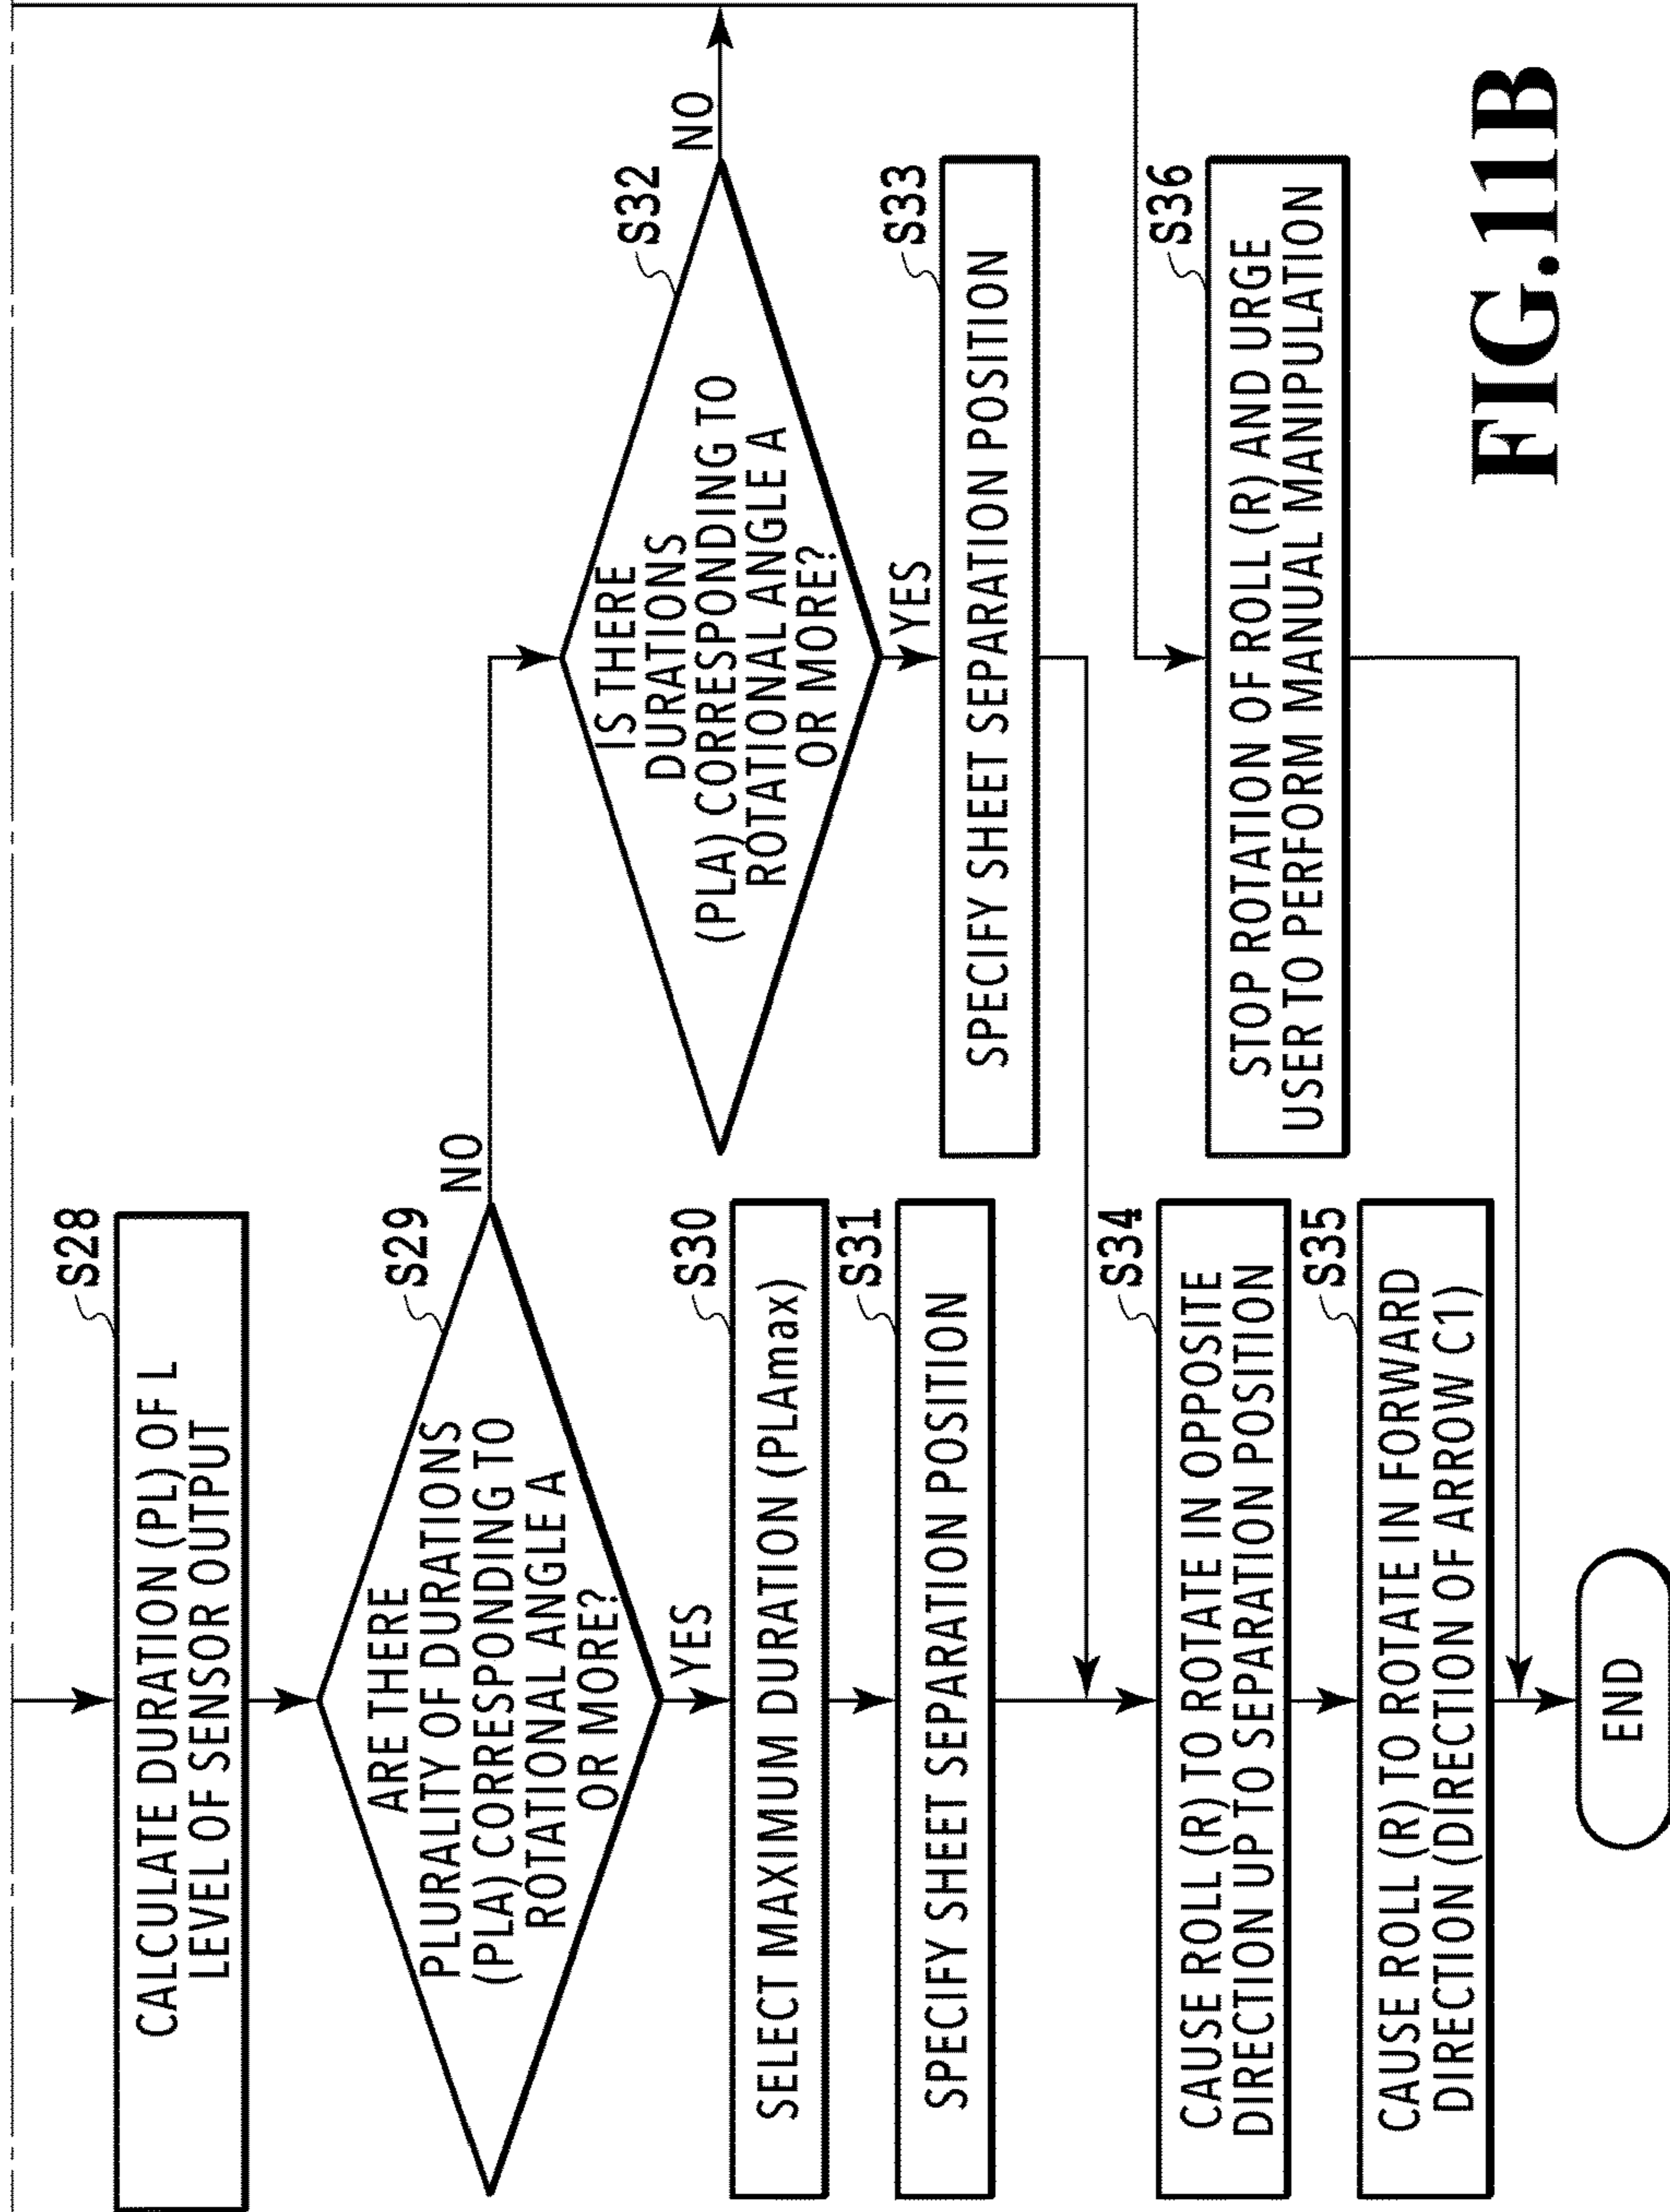 S28
CALCULATE DURATION (PL) OF L
LEVEL OF SENSOR OUTPUT
S29
ARE THERE
PLURALITY OF DURATIONS
(PLA) CORRESPONDING TO
ROTATIONAL ANGLE A
OR MORE?
NO
YES
S30
SELECT MAXIMUM DURATION (PLAmax)
S31
SPECIFY SHEET SEPARATION POSITION
S32
IS THERE
DURATIONS
(PLA) CORRESPONDING TO
ROTATIONAL ANGLE A
OR MORE?
NO
YES
S33
SPECIFY SHEET SEPARATION POSITION
S34
CAUSE ROLL (R) TO ROTATE IN OPPOSITE
DIRECTION UP TO SEPARATION POSITION
S35
CAUSE ROLL (R) TO ROTATE IN FORWARD
DIRECTION (DIRECTION OF ARROW C1)
S36
STOP ROTATION OF ROLL (R) AND URGE
USER TO PERFORM MANUAL MANIPULATION
END
FIG.11B